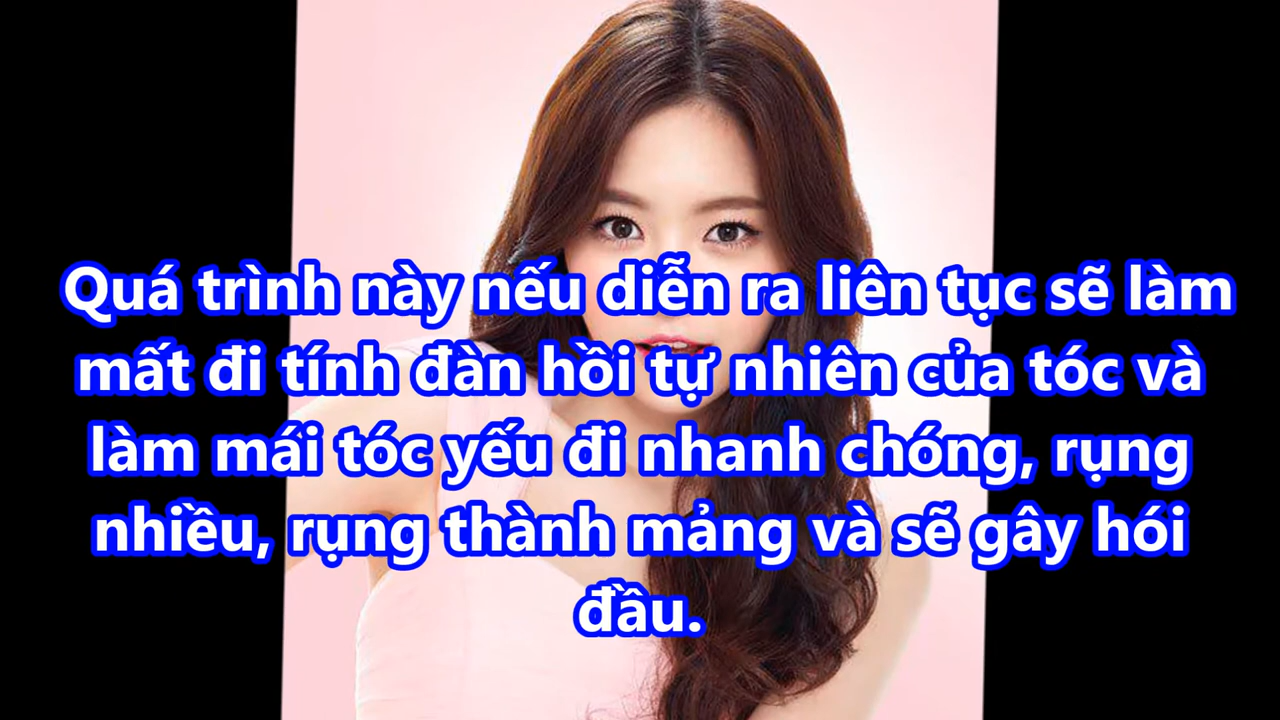 Quá trình này nếu diễn ra liên tục sẽ làm
mất đi tính đàn hồi tự nhiên của tóc và
làm mái tóc yếu đi nhanh chóng, rụng
nhiều, rụng thành mảng và sẽ gây hói
đầu.